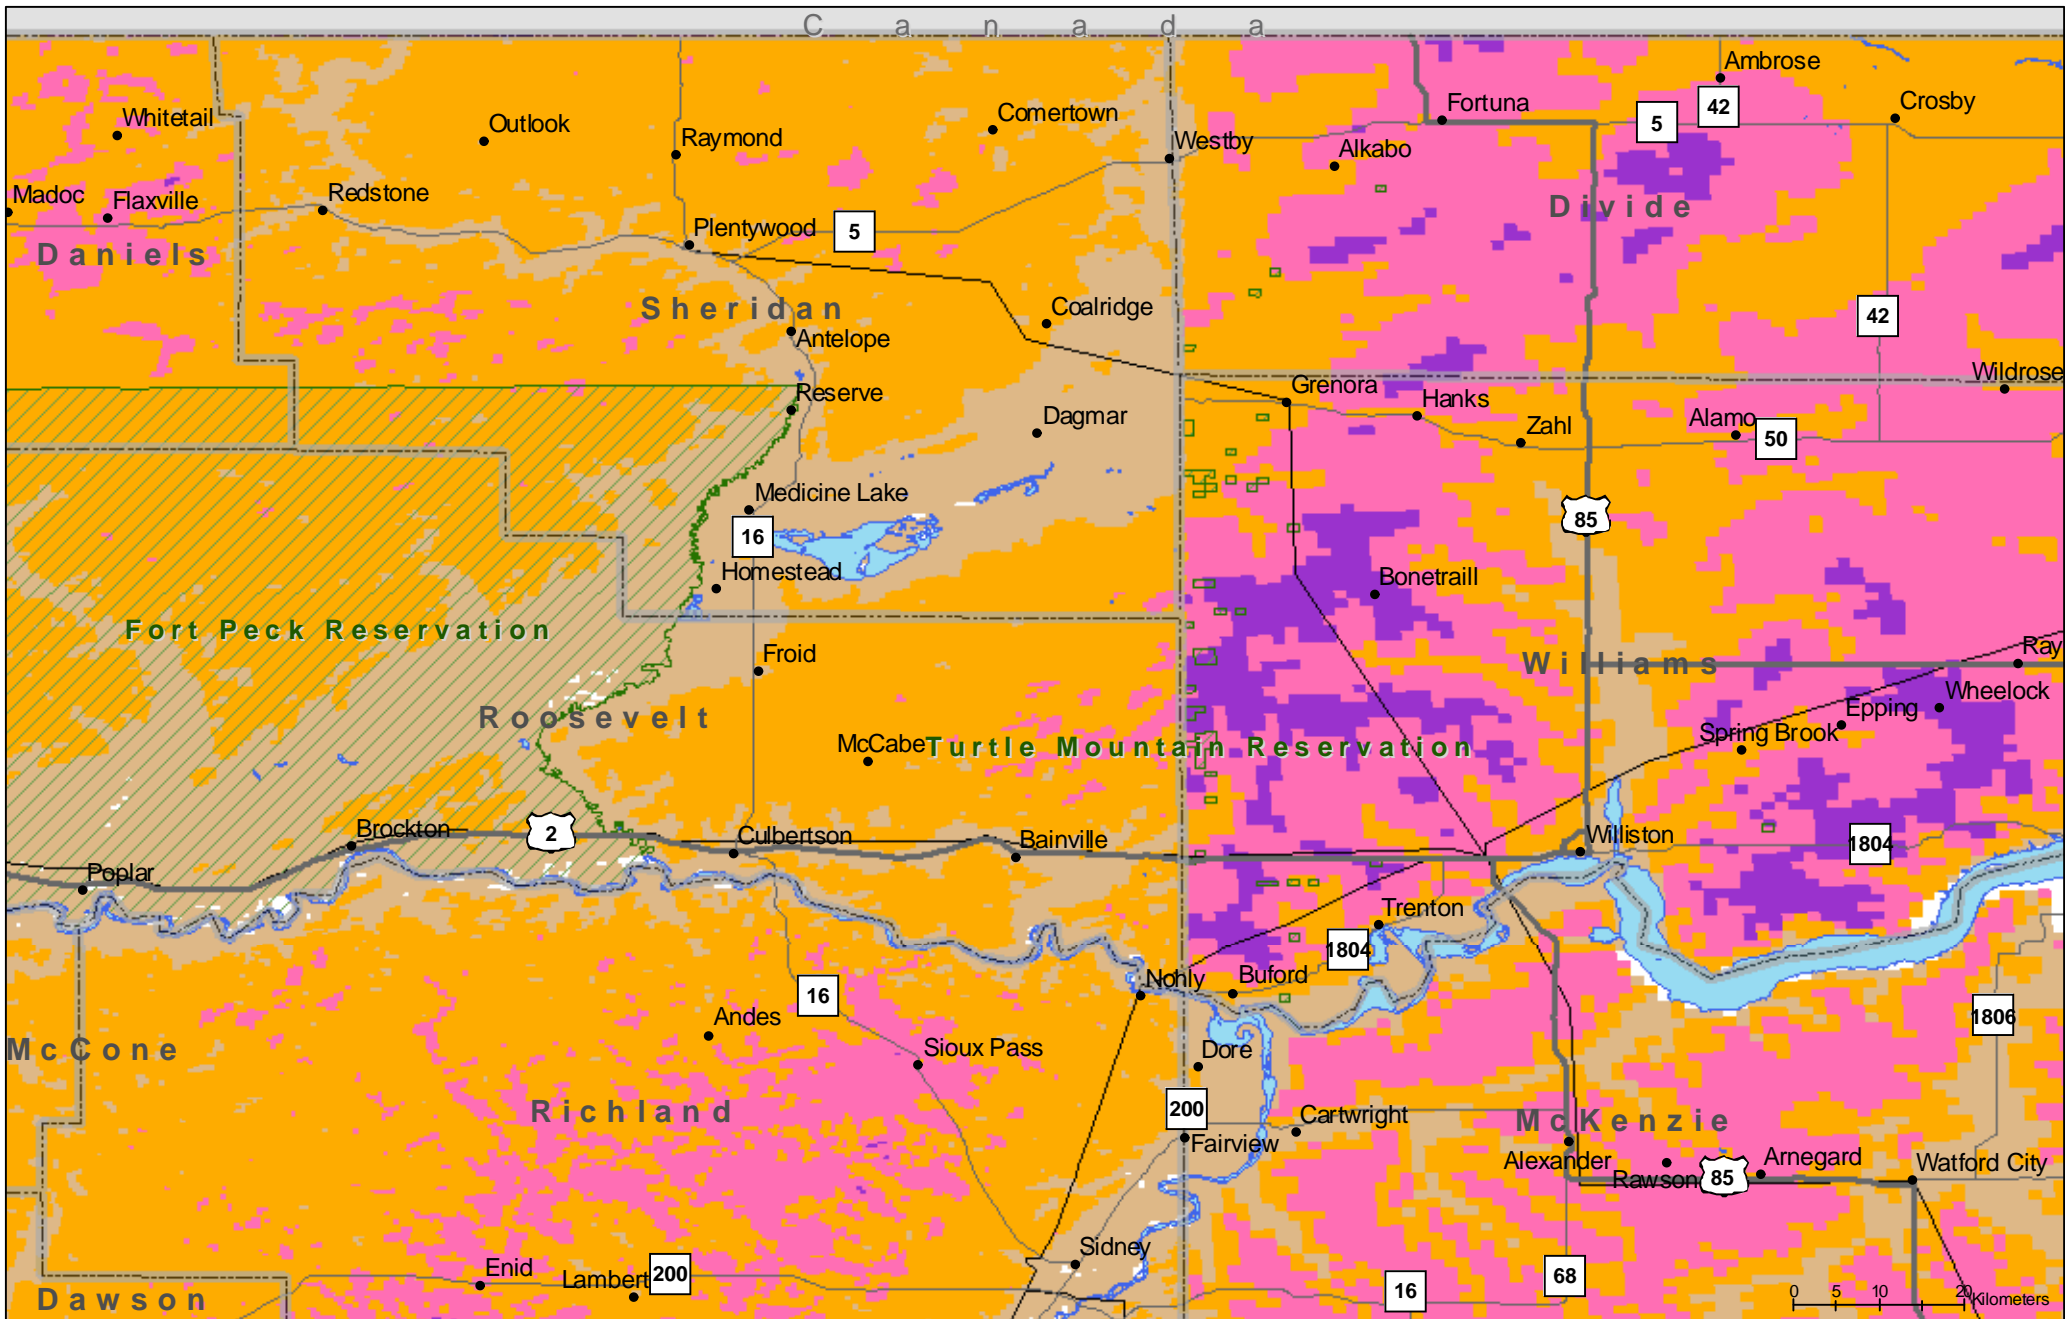 C a n a d a
Ambrose
Whitetail
Outlook
Raymond
Comertown
Westby
Fortuna
5
42
Crosby
Alkabo
Madoc
Flaxville
Redstone
Plentywood
5
Divide
Daniels
Sheridan
Antelope
Coalridge
42
Reserve
Dagmar
Grenora
Hanks
Zahl
Alamo
50
Wildrose
Medicine Lake
16
Homestead
85
Bonetraill
Fort Peck Reservation
Froid
Williams
Ray
Roosevelt
McCabe
Turtle Mountain Reservation
Wheelock
Epping
Spring Brook
Brockton
2
Culbertson
Bainville
Williston
1804
Poplar
Trenton
1804
Nohly
Buford
16
Andes
Sioux Pass
Dore
1806
McCone
Richland
200
Fairview
Cartwright
McKenzie
Alexander
Rawson
85
Arnegard
Watford City
Sidney
Enid
Lambert
200
16
68
Dawson
0 5 10 20
Kilometers